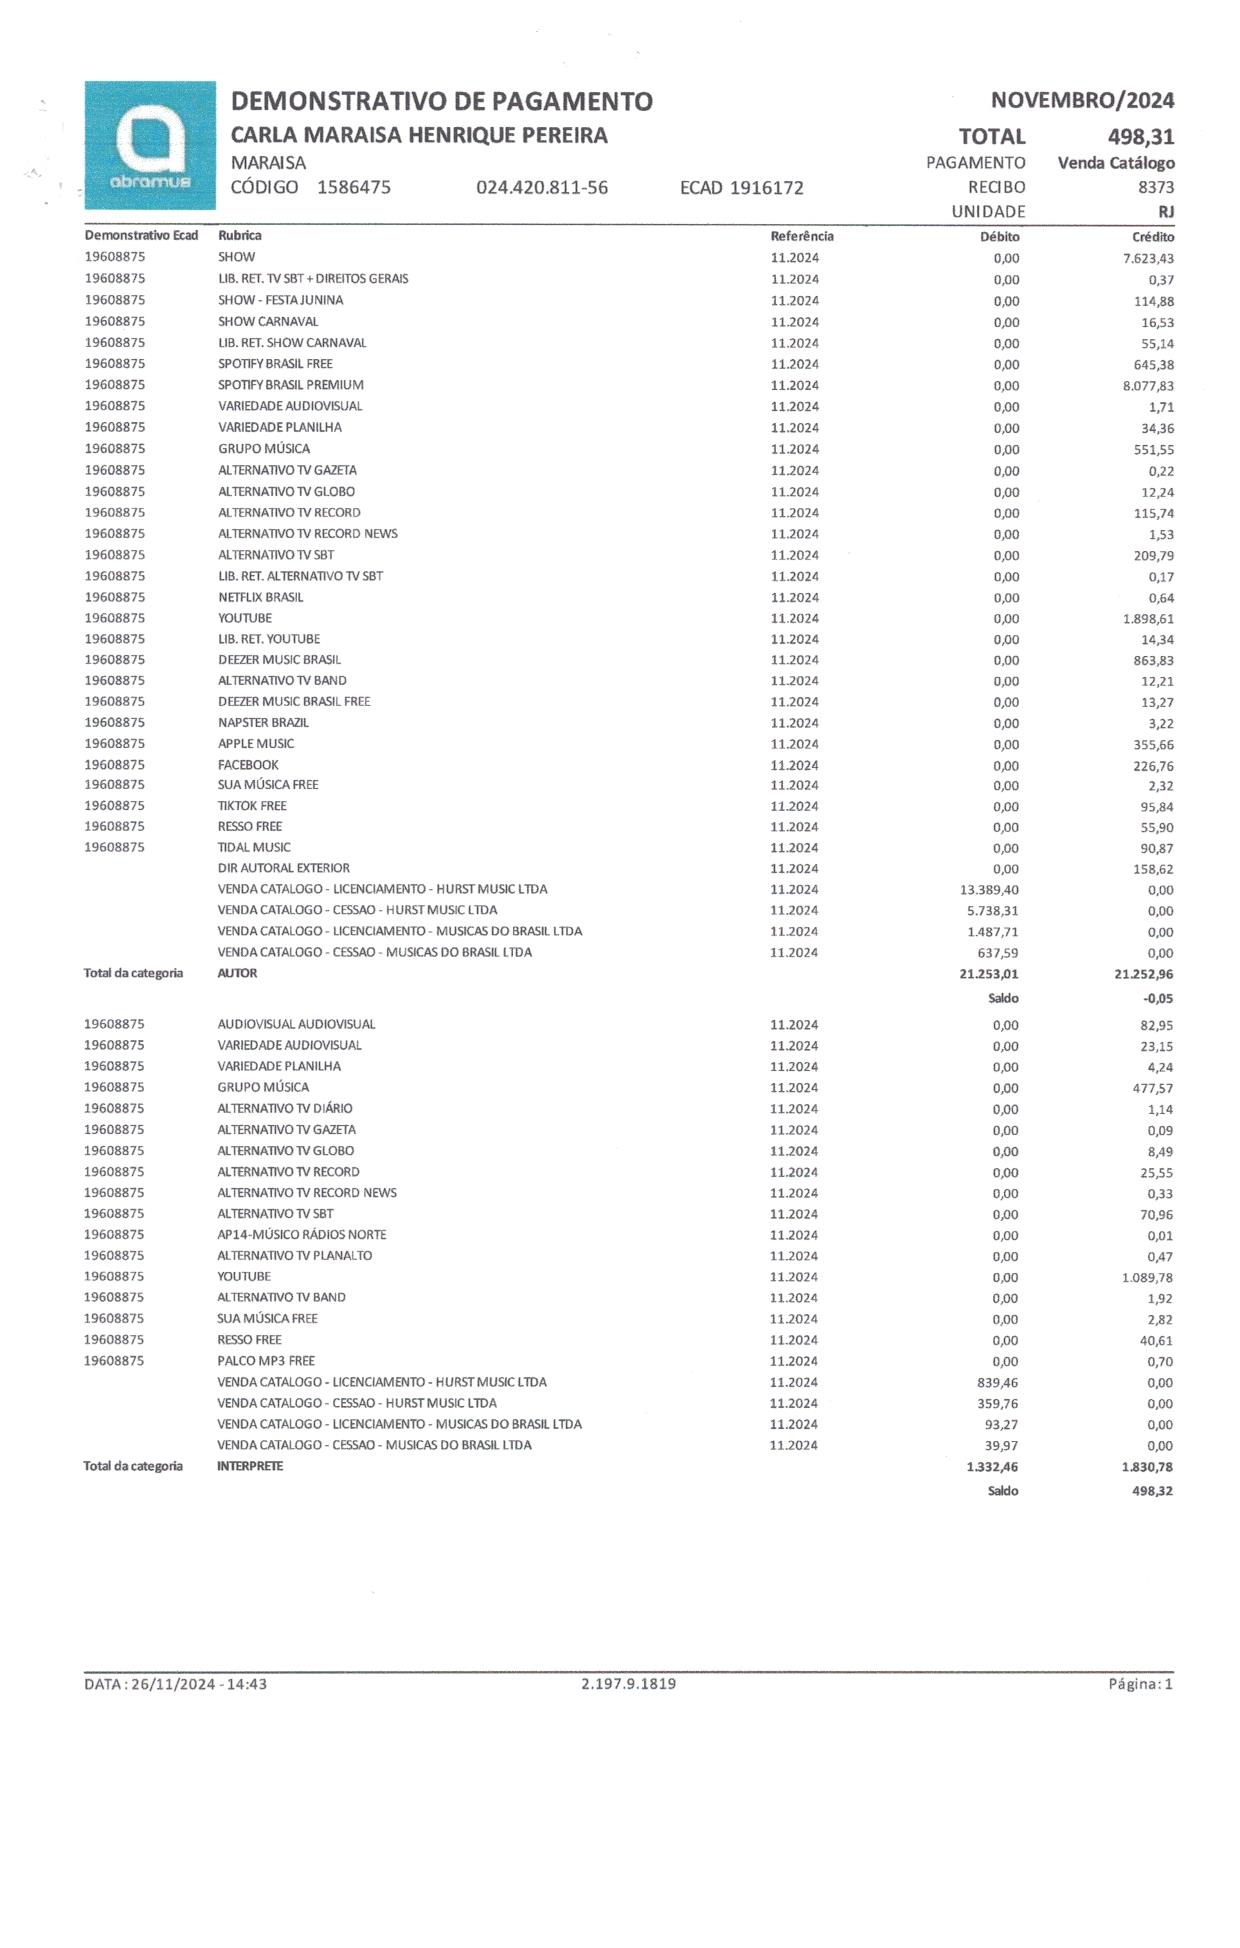 abramus
DEMONSTRATIVO DE PAGAMENTO NOVEMBRO/2024
CARLA MARAISA HENRIQUE PEREIRA TOTAL 498,31
MARAISA PAGAMENTO Venda Catálogo
CÓDIGO 1586475 024.420.811-56 ECAD 1916172 RECIBO 8373
UNIDADE RJ
Demonstrativo Ecad Rubrica Referência Débito Crédito
19608875 SHOW 11.2024 0,00 7.623,43
19608875 LIB. RET. TV SBT + DIREITOS GERAIS 11.2024 0,00 0,37
19608875 SHOW - FESTA JUNINA 11.2024 0,00 114,88
19608875 SHOW CARNAVAL 11.2024 0,00 16,53
19608875 LIB. RET. SHOW CARNAVAL 11.2024 0,00 55,14
19608875 SPOTIFY BRASIL FREE 11.2024 0,00 645,38
19608875 SPOTIFY BRASIL PREMIUM 11.2024 0,00 8.077,83
19608875 VARIEDADE AUDIOVISUAL 11.2024 0,00 1,71
19608875 VARIEDADE PLANILHA 11.2024 0,00 34,36
19608875 GRUPO MÚSICA 11.2024 0,00 551,55
19608875 ALTERNATIVO TV GAZETA 11.2024 0,00 0,22
19608875 ALTERNATIVO TV GLOBO 11.2024 0,00 12,24
19608875 ALTERNATIVO TV RECORD 11.2024 0,00 115,74
19608875 ALTERNATIVO TV RECORD NEWS 11.2024 0,00 1,53
19608875 ALTERNATIVO TV SBT 11.2024 0,00 209,79
19608875 LIB. RET. ALTERNATIVO TV SBT 11.2024 0,00 0,17
19608875 NETFLIX BRASIL 11.2024 0,00 0,64
19608875 YOUTUBE 11.2024 0,00 1.898,61
19608875 LIB. RET. YOUTUBE 11.2024 0,00 14,34
19608875 DEEZER MUSIC BRASIL 11.2024 0,00 863,83
19608875 ALTERNATIVO TV BAND 11.2024 0,00 12,21
19608875 DEEZER MUSIC BRASIL FREE 11.2024 0,00 13,27
19608875 NAPSTER BRAZIL 11.2024 0,00 3,22
19608875 APPLE MUSIC 11.2024 0,00 355,66
19608875 FACEBOOK 11.2024 0,00 226,76
19608875 SUA MÚSICA FREE 11.2024 0,00 2,32
19608875 TIKTOK FREE 11.2024 0,00 95,84
19608875 RESSO FREE 11.2024 0,00 55,90
19608875 TIDAL MUSIC 11.2024 0,00 90,87
DIR AUTORAL EXTERIOR 11.2024 0,00 158,62
VENDA CATALOGO - LICENCIAMENTO - HURST MUSIC LTDA 11.2024 13.389,40 0,00
VENDA CATALOGO - CESSAO - HURST MUSIC LTDA 11.2024 5.738,31 0,00
VENDA CATALOGO - LICENCIAMENTO - MUSICAS DO BRASIL LTDA 11.2024 1.487,71 0,00
VENDA CATALOGO - CESSAO - MUSICAS DO BRASIL LTDA 11.2024 637,59 0,00
Total da categoria AUTOR 21.253,01 21.252,96
Saldo -0,05
19608875 AUDIOVISUAL AUDIOVISUAL 11.2024 0,00 82,95
19608875 VARIEDADE AUDIOVISUAL 11.2024 0,00 23,15
19608875 VARIEDADE PLANILHA 11.2024 0,00 4,24
19608875 GRUPO MÚSICA 11.2024 0,00 477,57
19608875 ALTERNATIVO TV DIÁRIO 11.2024 0,00 1,14
19608875 ALTERNATIVO TV GAZETA 11.2024 0,00 0,09
19608875 ALTERNATIVO TV GLOBO 11.2024 0,00 8,49
19608875 ALTERNATIVO TV RECORD 11.2024 0,00 25,55
19608875 ALTERNATIVO TV RECORD NEWS 11.2024 0,00 0,33
19608875 ALTERNATIVO TV SBT 11.2024 0,00 70,96
19608875 AP14-MÚSICO RÁDIOS NORTE 11.2024 0,00 0,01
19608875 ALTERNATIVO TV PLANALTO 11.2024 0,00 0,47
19608875 YOUTUBE 11.2024 0,00 1.089,78
19608875 ALTERNATIVO TV BAND 11.2024 0,00 1,92
19608875 SUA MÚSICA FREE 11.2024 0,00 2,82
19608875 RESSO FREE 11.2024 0,00 40,61
19608875 PALCO MP3 FREE 11.2024 0,00 0,70
VENDA CATALOGO - LICENCIAMENTO - HURST MUSIC LTDA 11.2024 839,46 0,00
VENDA CATALOGO - CESSAO - HURST MUSIC LTDA 11.2024 359,76 0,00
VENDA CATALOGO - LICENCIAMENTO - MUSICAS DO BRASIL LTDA 11.2024 93,27 0,00
VENDA CATALOGO - CESSAO - MUSICAS DO BRASIL LTDA 11.2024 39,97 0,00
Total da categoria INTERPRETE 1.332,46 1.830,78
Saldo 498,32
DATA : 26/11/2024 - 14:43 2.197.9.1819 Página: 1